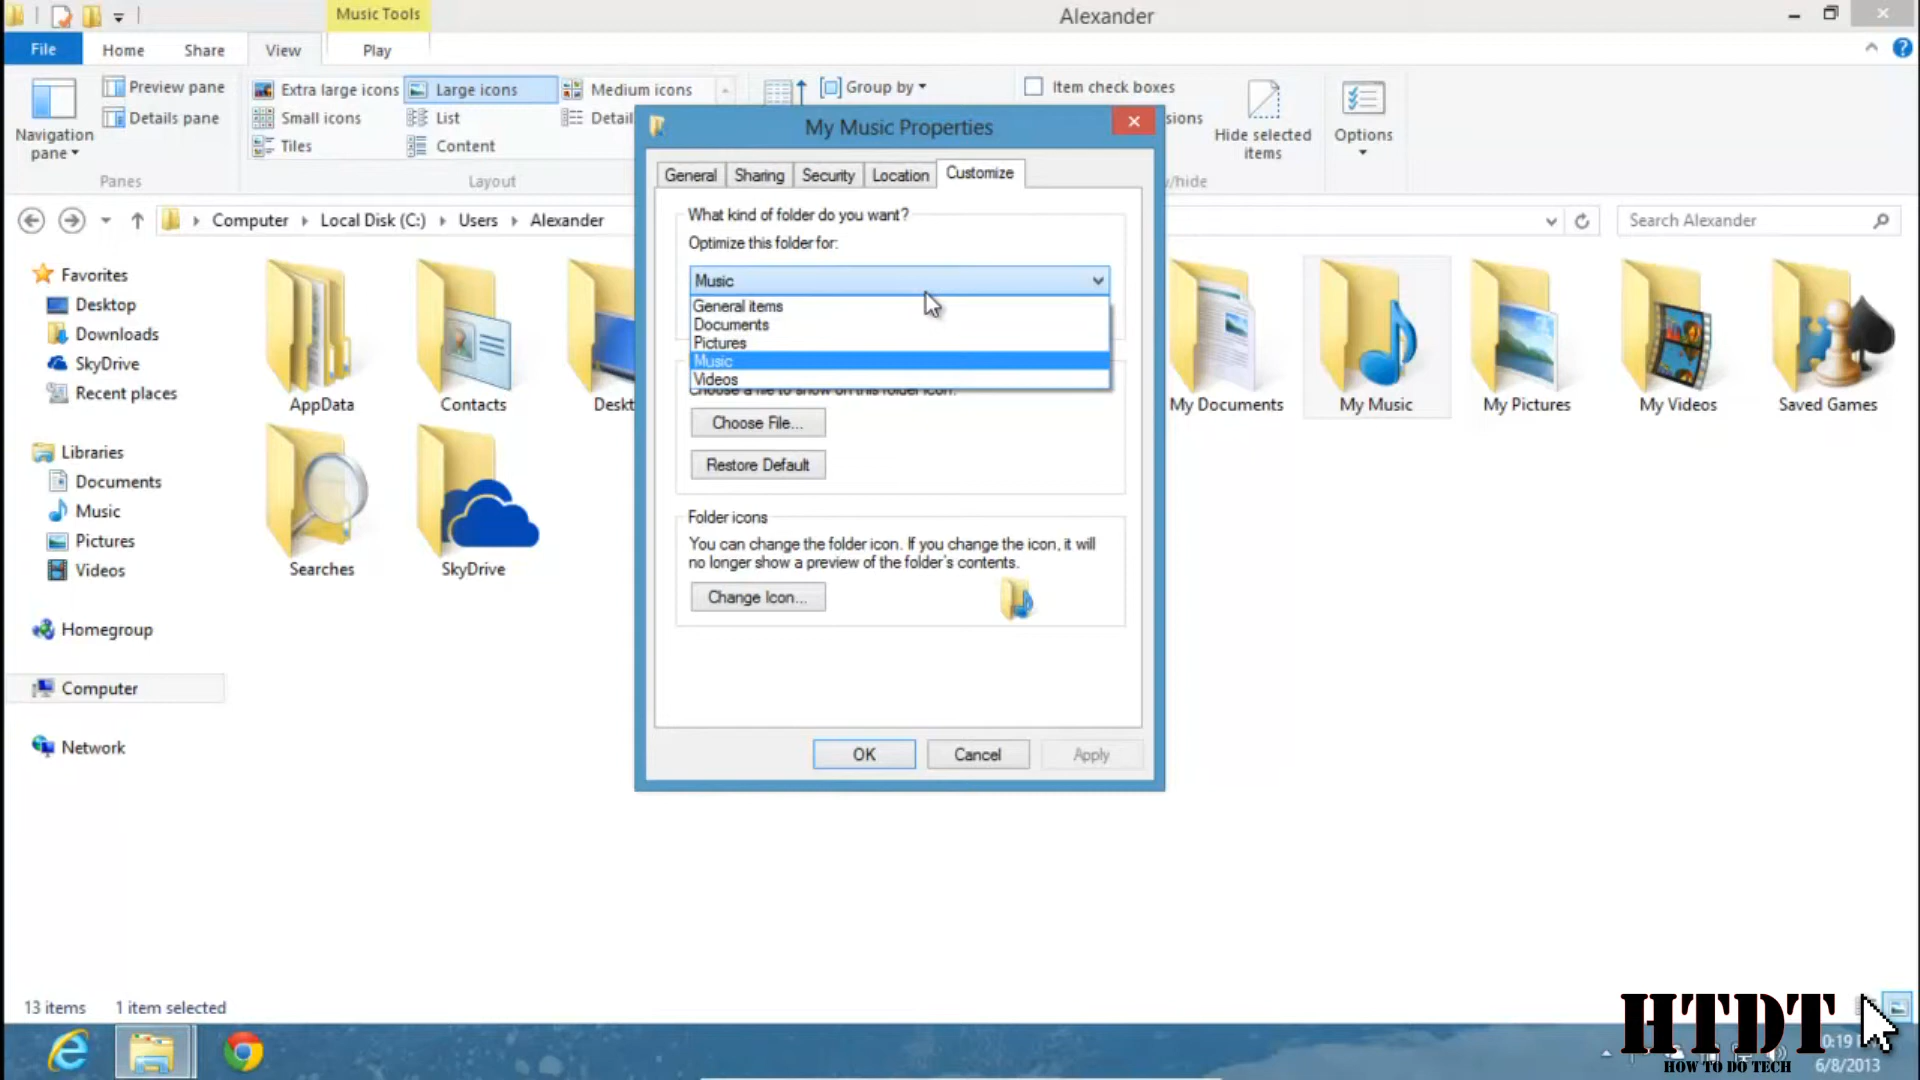 Music Tools
Alexander
File
Home
Share
View
Play
Navigation
pane
Preview pane
Details pane
Panes
Extra large icons
Large icons
Medium icons
Small icons
List
Detail
Tiles
Content
Layout
Group by
Item check boxes
sions
Hide selected
items
/hide
Options
Computer
Local Disk (C:)
Users
Alexander
Search Alexander
Favorites
Desktop
Downloads
SkyDrive
Recent places
Libraries
Documents
Music
Pictures
Videos
Homegroup
Computer
Network
AppData
Contacts
Deskt
My Documents
My Music
My Pictures
My Videos
Saved Games
Searches
SkyDrive
My Music Properties
General
Sharing
Security
Location
Customize
What kind of folder do you want?
Optimize this folder for:
Music
General items
Documents
Pictures
Music
Videos
Choose a file to show on this folder icon.
Choose File...
Restore Default
Folder icons
You can change the folder icon. If you change the icon, it will
no longer show a preview of the folder's contents.
Change Icon...
OK
Cancel
Apply
13 items
1 item selected
HTDT
HOW TO DO TECH
0:19 P
6/8/2013